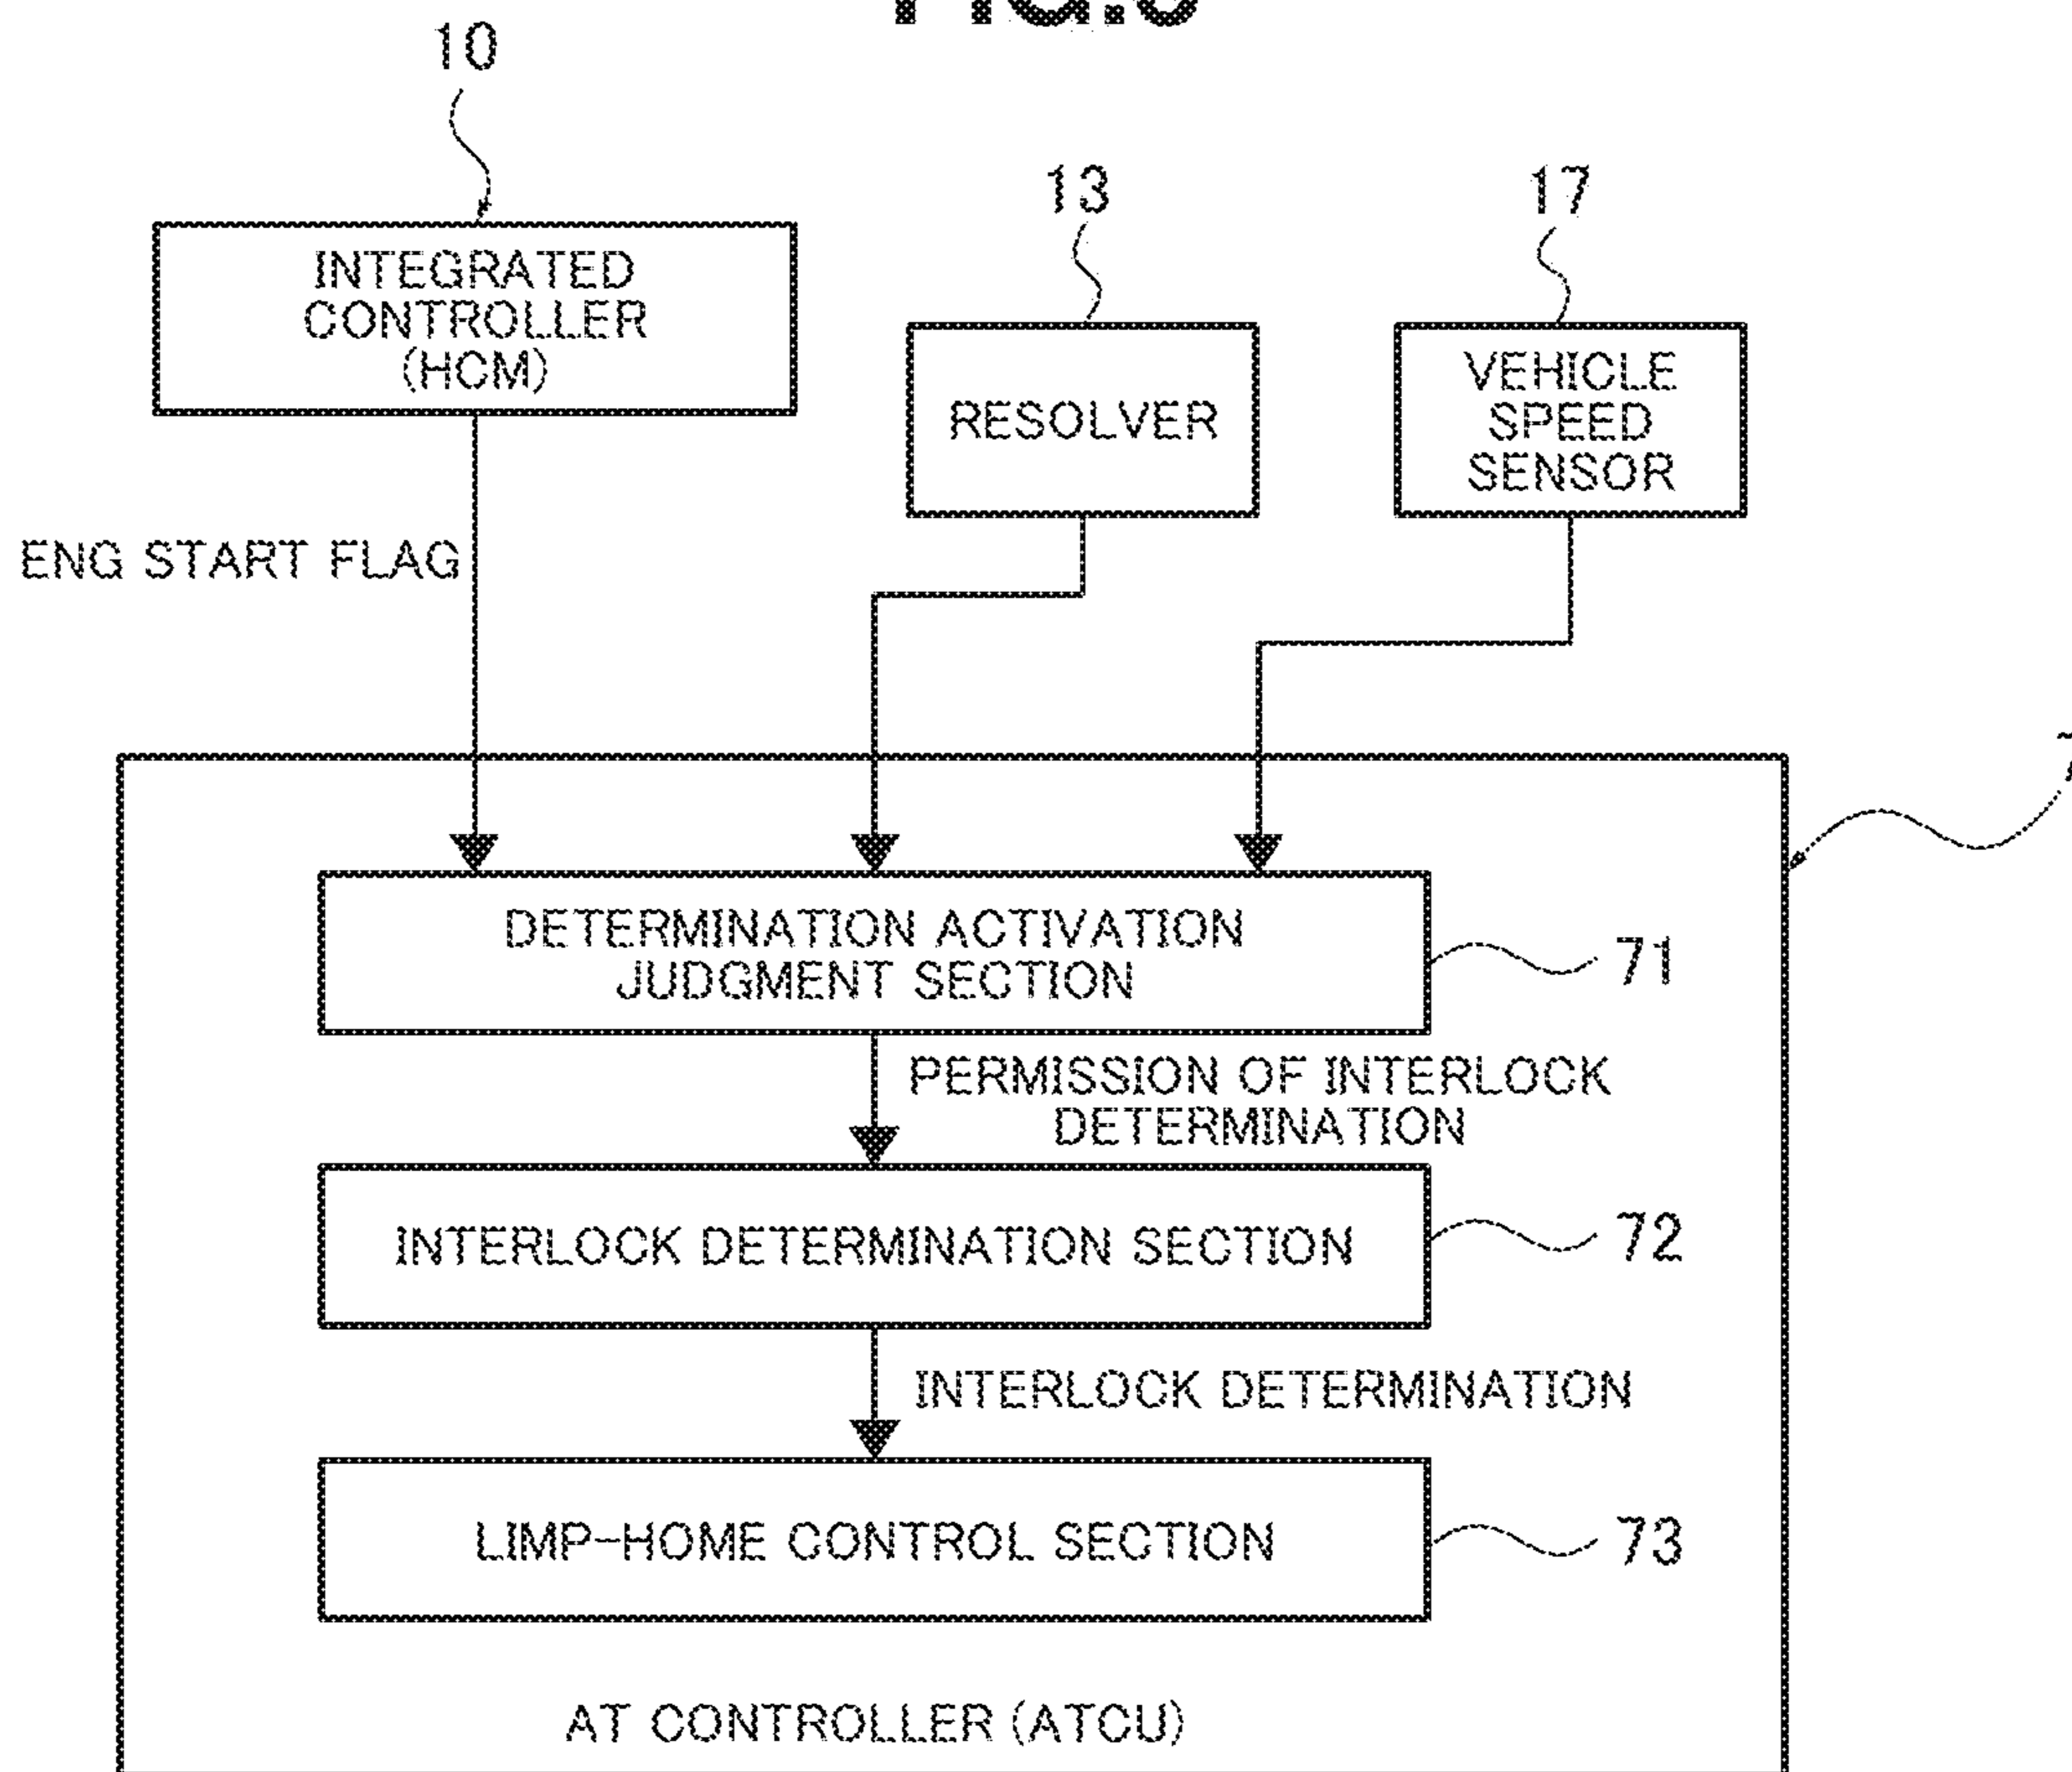 10
13
17
INTEGRATED
CONTROLLER
(HCM)
RESOLVER
VEHICLE
SPEED
SENSOR
ENG START FLAG
DETERMINATION ACTIVATION
JUDGMENT SECTION
71
PERMISSION OF INTERLOCK
DETERMINATION
INTERLOCK DETERMINATION SECTION
72
INTERLOCK DETERMINATION
LIMP-HOME CONTROL SECTION
73
AT CONTROLLER (ATCU)